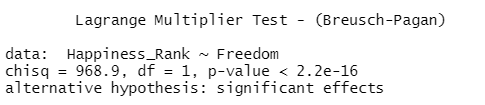 Lagrange Multiplier Test - (Breusch-Pagan)
data:  Happiness_Rank ~ Freedom
chisq = 968.9, df = 1, p-value < 2.2e-16
alternative hypothesis: significant effects